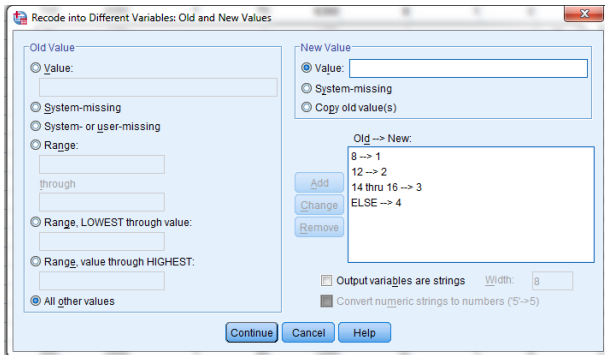 Recode into Different Variables: Old and New Values
Old Value
Value:
System-missing
System- or user-missing
Range:
through
Range, LOWEST through value:
Range, value through HIGHEST:
All other values
New Value
Value:
System-missing
Copy old value(s)
Old --> New:
8 --> 1
12 --> 2
14 thru 16 --> 3
ELSE --> 4
Add
Change
Remove
Output variables are strings Width: 8
Convert numeric strings to numbers ('5'->5)
Continue Cancel Help